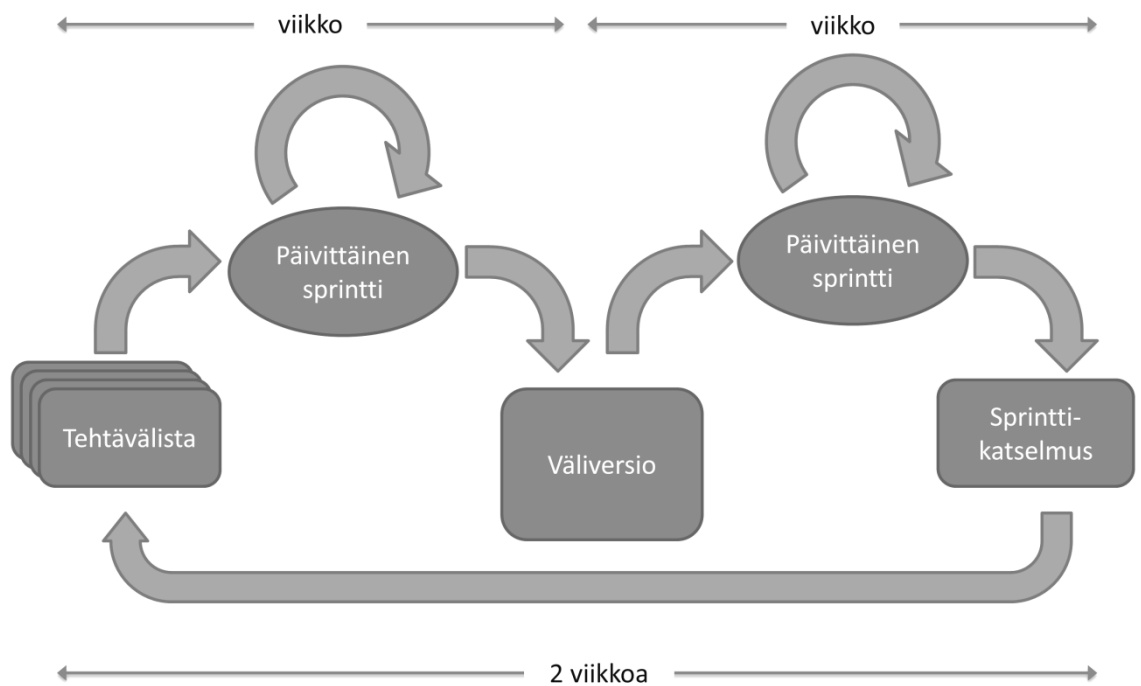 viikko
viikko
Päivittäinen
sprintti
Päivittäinen
sprintti
Tehtävälista
Väliversio
Sprintti-
katselmus
2 viikkoa